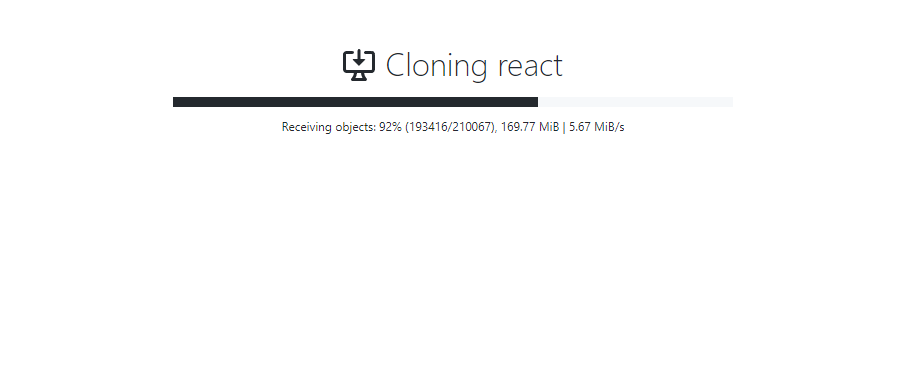 Cloning react
Receiving objects: 92% (193416/210067), 169.77 MiB | 5.67 MiB/s